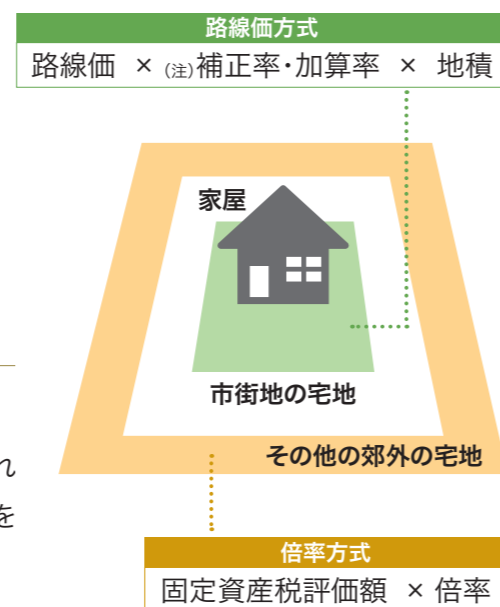 路線価方式
路線価 × (注)補正率・加算率 × 地積
家屋
市街地の宅地
その他の郊外の宅地
れ
を
倍率方式
固定資産税評価額 × 倍率